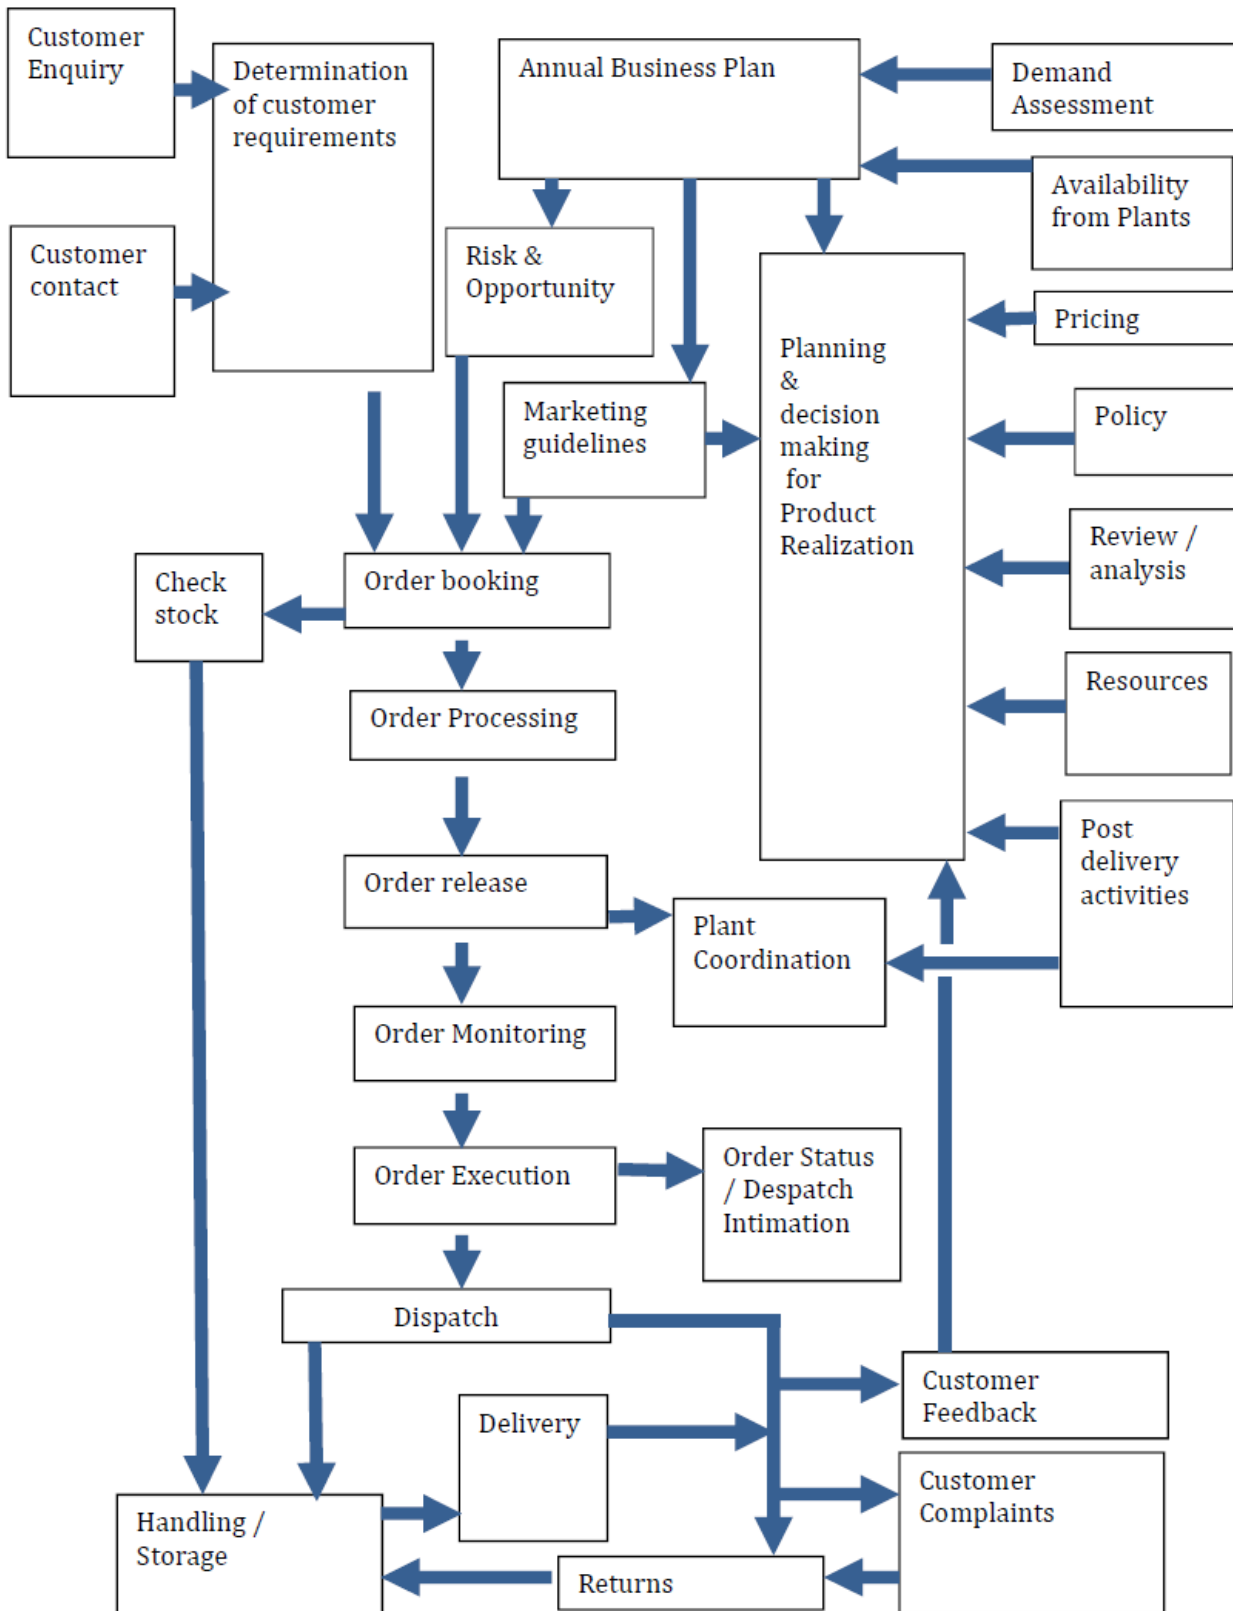 Customer
Enquiry
Determination
of customer
requirements
Annual Business Plan
Demand
Assessment
Availability
from Plants
Customer
contact
Risk &
Opportunity
Pricing
Planning
&
decision
making
for
Product
Realization
Marketing
guidelines
Policy
Review /
analysis
Check
stock
Order booking
Resources
Order Processing
Post
delivery
activities
Order release
Plant
Coordination
Order Monitoring
Order Execution
Order Status
/ Despatch
Intimation
Dispatch
Customer
Feedback
Delivery
Customer
Complaints
Handling /
Storage
Returns